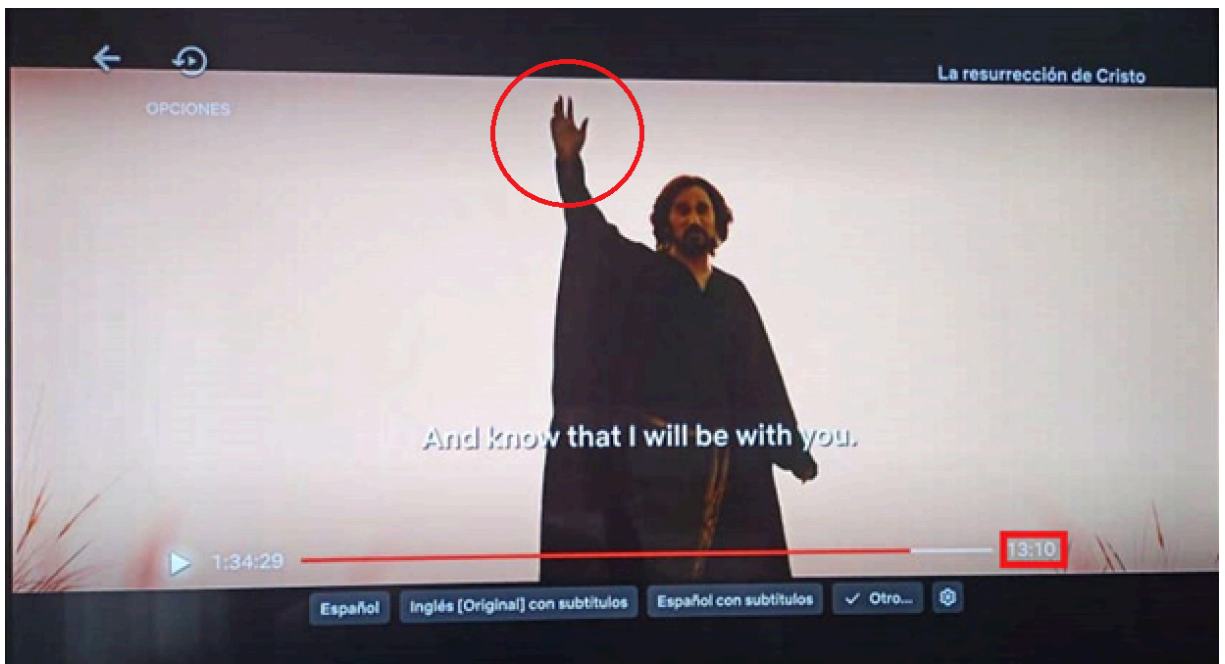 La resurrección de Cristo
OPCIONES
And know that I will be with you.
1:34:29
13:10
Español
Inglés [Original] con subtítulos
Español con subtítulos
Otro...